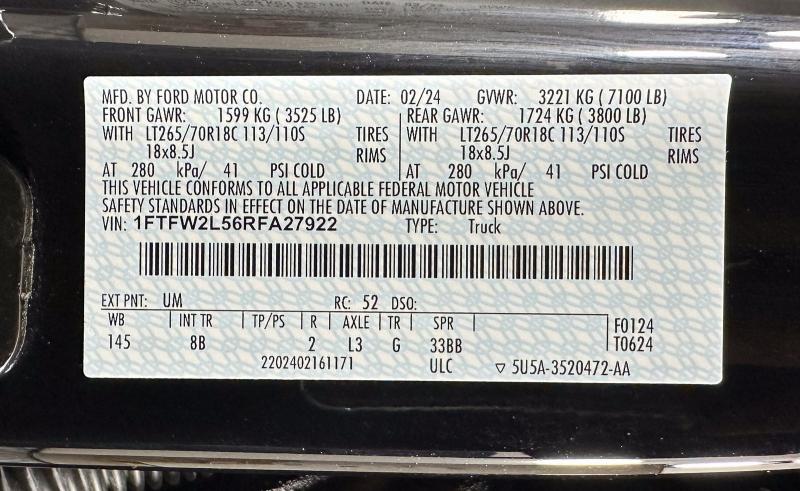 MFD. BY FORD MOTOR CO. DATE: 02/24 GVWR: 3221 KG ( 7100 LB)
FRONT GAWR: 1599 KG ( 3525 LB) REAR GAWR: 1724 KG ( 3800 LB)
WITH LT265/70R18C 113/110S TIRES WITH LT265/70R18C 113/110S TIRES
18x8.5J RIMS 18x8.5J RIMS
AT 280 kPa/ 41 PSI COLD AT 280 kPa/ 41 PSI COLD
THIS VEHICLE CONFORMS TO ALL APPLICABLE FEDERAL MOTOR VEHICLE
SAFETY STANDARDS IN EFFECT ON THE DATE OF MANUFACTURE SHOWN ABOVE.
VIN: 1FTFW2L56RFA27922 TYPE: Truck
EXT PNT: UM RC: 52 DSO:
WB INT TR TP/PS R AXLE TR SPR F0124
145 8B 2 L3 G 33BB T0624
2202402161171 ULC ▽ 5U5A-3520472-AA